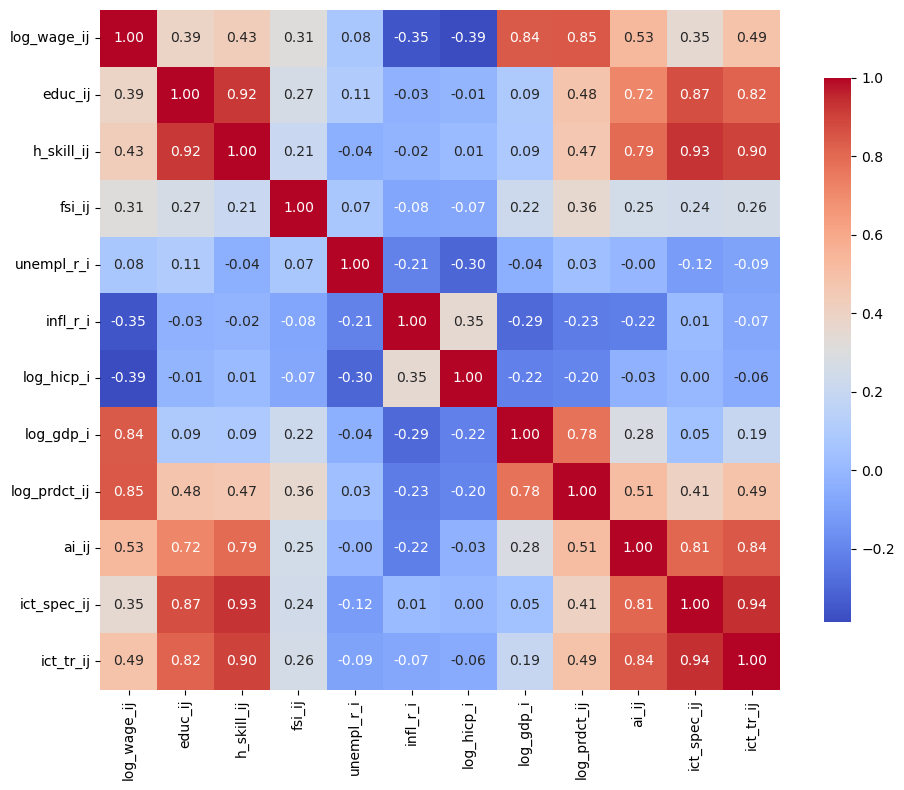 log_wage_ij 1.00 0.39 0.43 0.31 0.08 -0.35 -0.39 0.84 0.85 0.53 0.35 0.49
educ_ij 0.39 1.00 0.92 0.27 0.11 -0.03 -0.01 0.09 0.48 0.72 0.87 0.82
h_skill_ij 0.43 0.92 1.00 0.21 -0.04 -0.02 0.01 0.09 0.47 0.79 0.93 0.90
fsi_ij 0.31 0.27 0.21 1.00 0.07 -0.08 -0.07 0.22 0.36 0.25 0.24 0.26
unempl_r_i 0.08 0.11 -0.04 0.07 1.00 -0.21 -0.30 -0.04 0.03 -0.00 -0.12 -0.09
infl_r_i -0.35 -0.03 -0.02 -0.08 -0.21 1.00 0.35 -0.29 -0.23 -0.22 0.01 -0.07
log_hicp_i -0.39 -0.01 0.01 -0.07 -0.30 0.35 1.00 -0.22 -0.20 -0.03 0.00 -0.06
log_gdp_i 0.84 0.09 0.09 0.22 -0.04 -0.29 -0.22 1.00 0.78 0.28 0.05 0.19
log_prdct_ij 0.85 0.48 0.47 0.36 0.03 -0.23 -0.20 0.78 1.00 0.51 0.41 0.49
ai_ij 0.53 0.72 0.79 0.25 -0.00 -0.22 -0.03 0.28 0.51 1.00 0.81 0.84
ict_spec_ij 0.35 0.87 0.93 0.24 -0.12 0.01 0.00 0.05 0.41 0.81 1.00 0.94
ict_tr_ij 0.49 0.82 0.90 0.26 -0.09 -0.07 -0.06 0.19 0.49 0.84 0.94 1.00
log_wage_ij educ_ij h_skill_ij fsi_ij unempl_r_i infl_r_i log_hicp_i log_gdp_i log_prdct_ij ai_ij ict_spec_ij ict_tr_ij
1.0
0.8
0.6
0.4
0.2
0.0
−0.2